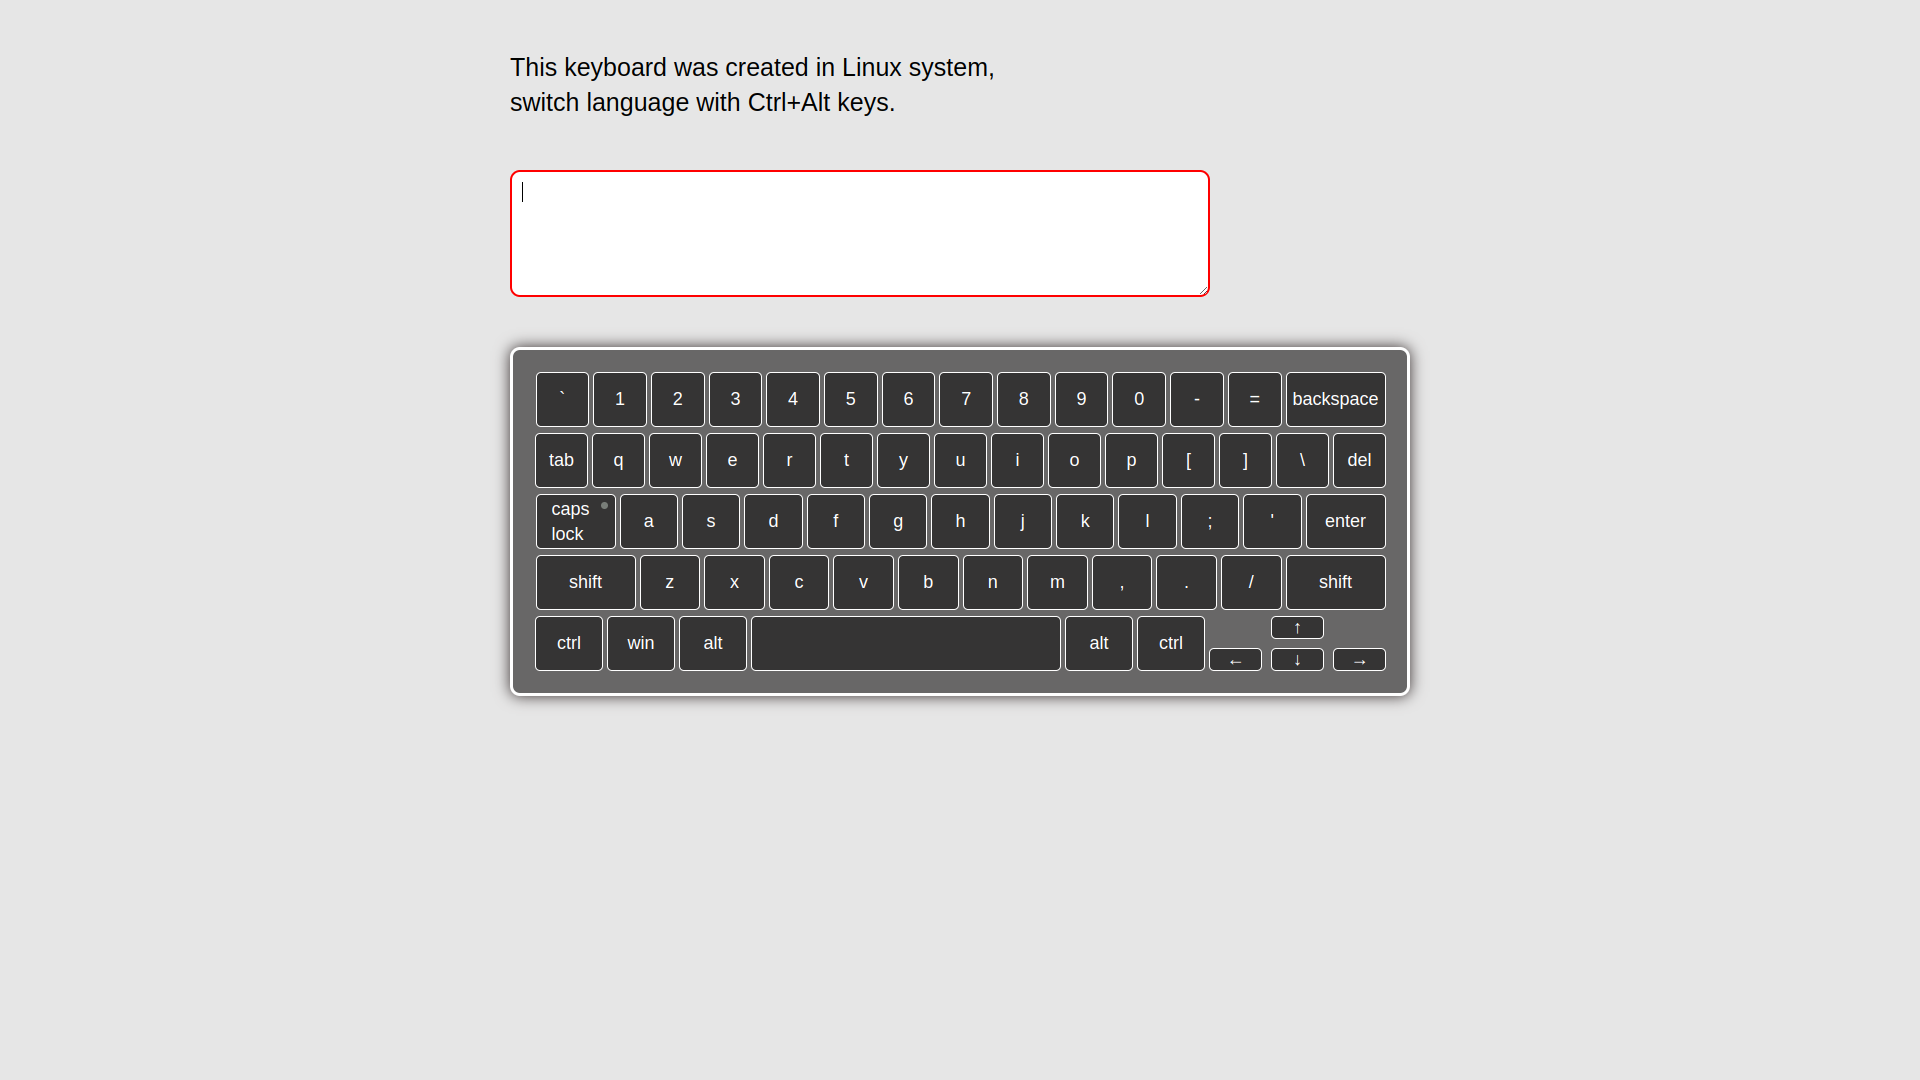 This keyboard was created in Linux system,
switch language with Ctrl+Alt keys.
` 1 2 3 4 5 6 7 8 9 0 - = backspace
tab q w e r t y u i o p [ ] \ del
caps
lock
a s d f g h j k l ; ' enter
shift z x c v b n m , . / shift
ctrl win alt alt ctrl ↑
← ↓ →